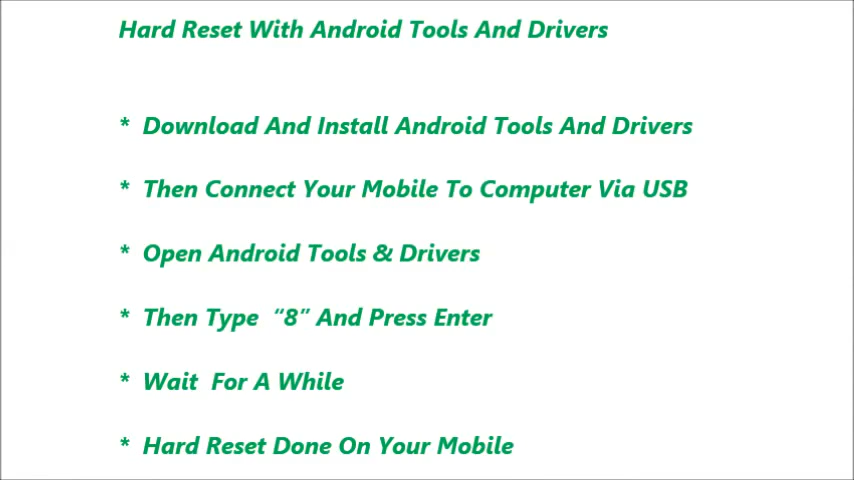 Hard Reset With Android Tools And Drivers
* Download And Install Android Tools And Drivers
* Then Connect Your Mobile To Computer Via USB
* Open Android Tools & Drivers
* Then Type “8” And Press Enter
* Wait For A While
* Hard Reset Done On Your Mobile